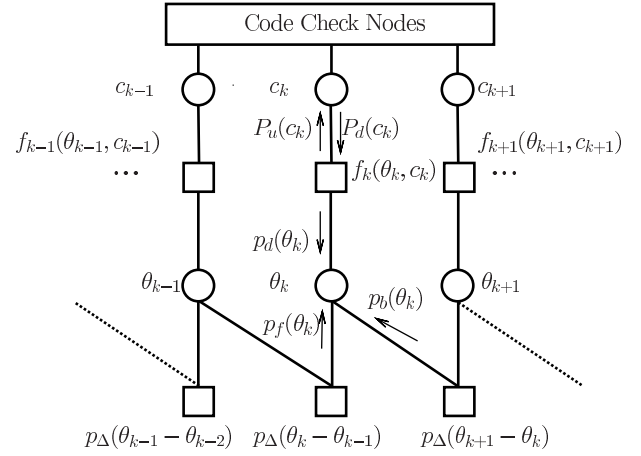 Code Check Nodes
c_{k−1} c_k c_{k+1}
P_u(c_k) P_d(c_k)
f_{k−1}(θ_{k−1}, c_{k−1}) f_{k+1}(θ_{k+1}, c_{k+1})
... f_k(θ_k, c_k) ...
p_d(θ_k)
θ_{k−1} θ_k θ_{k+1}
p_b(θ_k)
p_f(θ_k)
p_Δ(θ_{k−1} − θ_{k−2}) p_Δ(θ_k − θ_{k−1}) p_Δ(θ_{k+1} − θ_k)